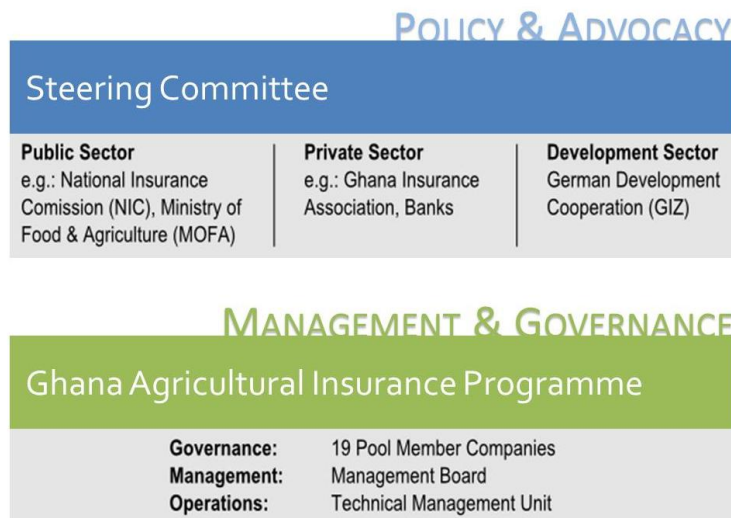 POLICY & ADVOCACY
Steering Committee
Public Sector
e.g.: National Insurance
Comission (NIC), Ministry of
Food & Agriculture (MOFA)
Private Sector
e.g.: Ghana Insurance
Association, Banks
Development Sector
German Development
Cooperation (GIZ)
MANAGEMENT & GOVERNANCE
Ghana Agricultural Insurance Programme
Governance: 19 Pool Member Companies
Management: Management Board
Operations: Technical Management Unit